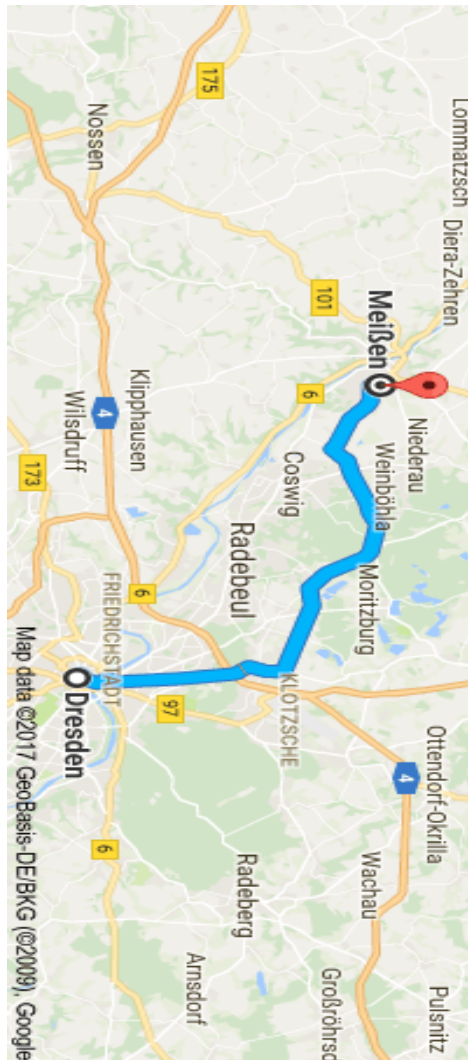 Lommatzsch
Diera-Zehren
175
Nossen
101
Meißen
Niederau
Weinböhla
6
Coswig
Moritzburg
Klipphausen
4
Wilsdruff
Radebeul
173
6
FRIEDRICHSTADT
KLOTZSCHE
97
Dresden
Ottendorf-Okrilla
4
Wachau
Pulsnitz
6
Radeberg
Arnsdorf
Großröhrsd
Map data ©2017 GeoBasis-DE/BKG (©2009), Google